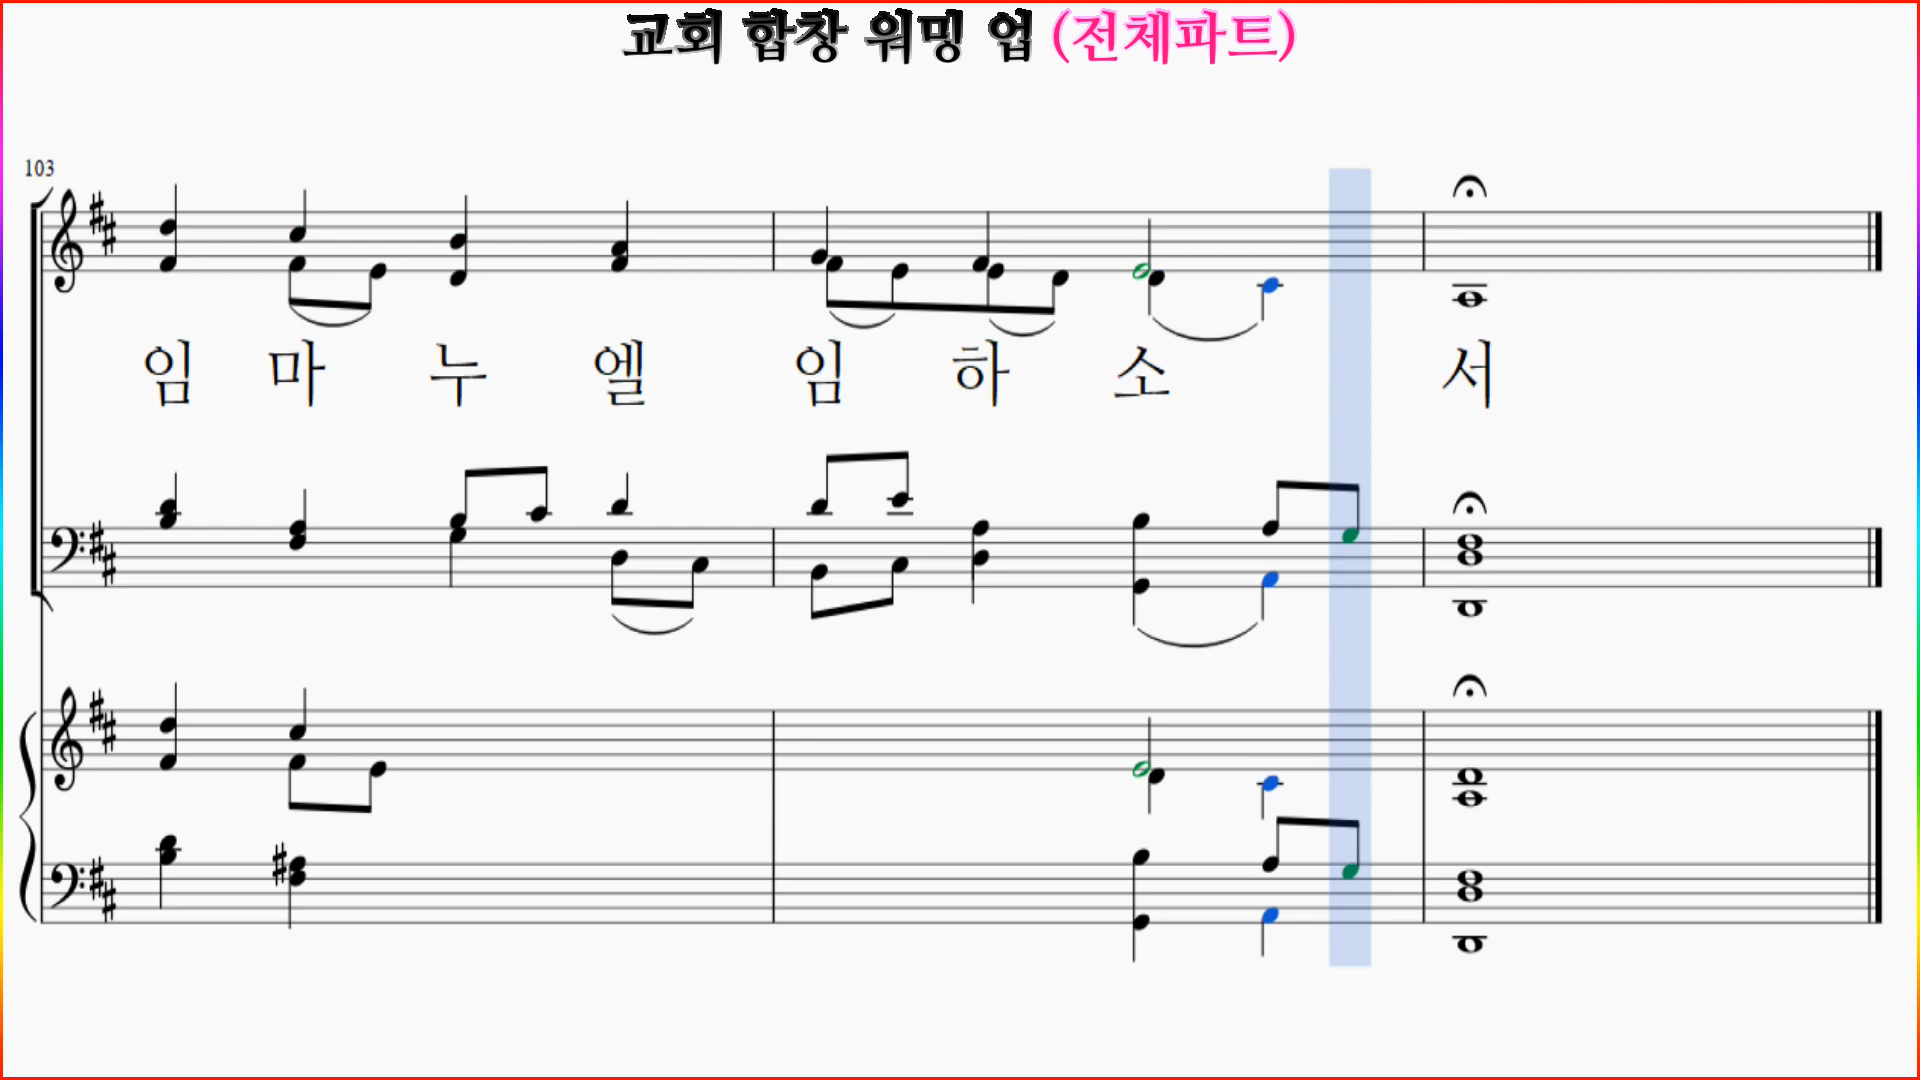 교회 합창 워밍 업 (전체파트)
103
임 마 누 엘 임 하 소 서